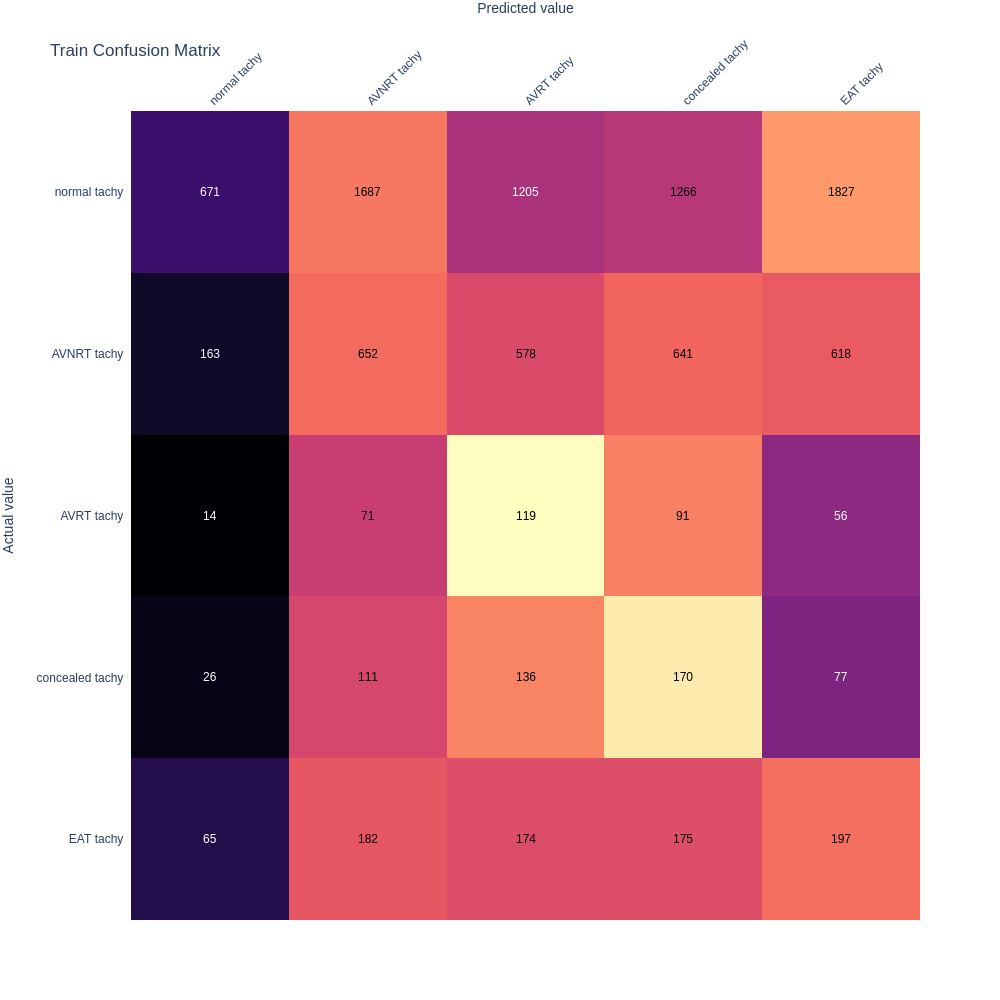 Predicted value
Train Confusion Matrix
normal tachy
AVNRT tachy
AVRT tachy
concealed tachy
EAT tachy
Actual value
normal tachy 671 1687 1205 1266 1827
AVNRT tachy 163 652 578 641 618
AVRT tachy 14 71 119 91 56
concealed tachy 26 111 136 170 77
EAT tachy 65 182 174 175 197